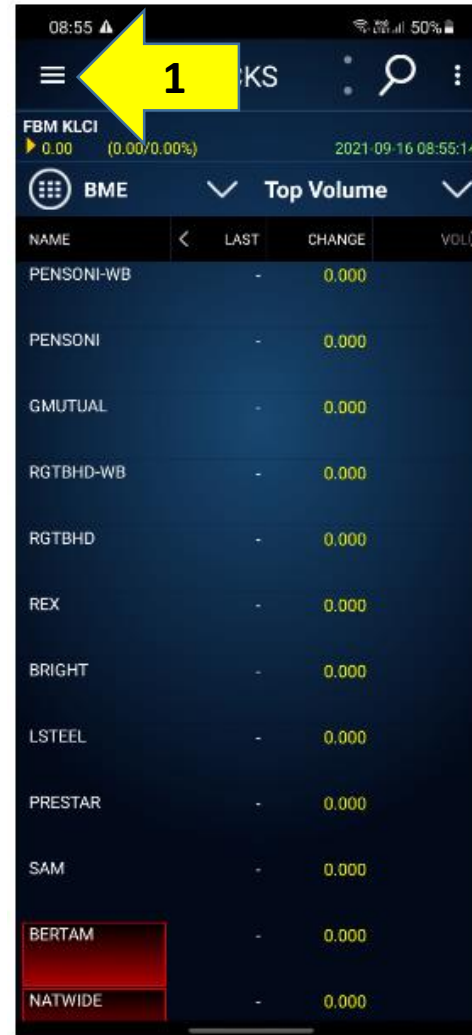 08:55 50%
1 CKS
FBM KLCI
0.00 (0.00/0.00%) 2021-09-16 08:55:14
BME Top Volume
NAME < LAST CHANGE VOL(
PENSONI-WB - 0.000
PENSONI - 0.000
GMUTUAL - 0.000
RGTBHD-WB - 0.000
RGTBHD - 0.000
REX - 0.000
BRIGHT - 0.000
LSTEEL - 0.000
PRESTAR - 0.000
SAM - 0.000
BERTAM - 0.000
NATWIDE - 0.000